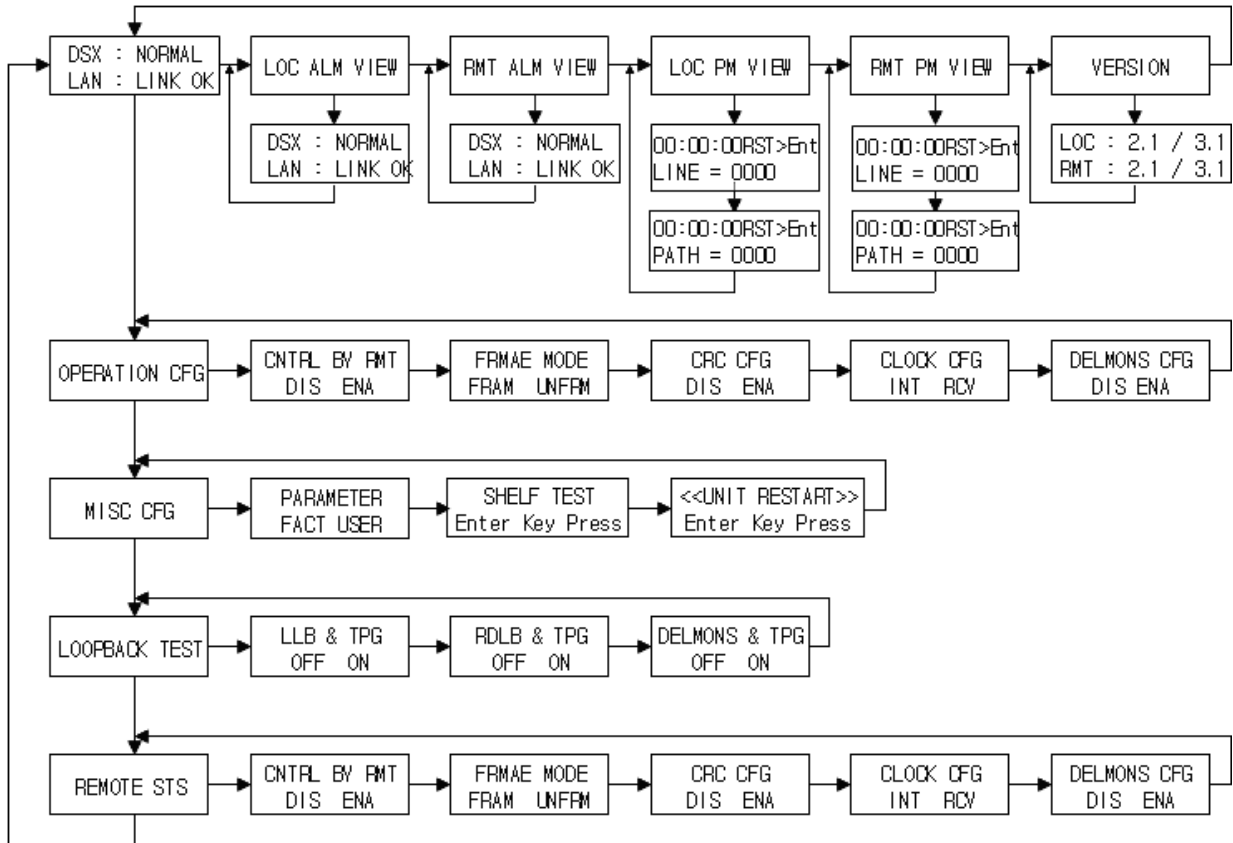 DSX : NORMAL
LAN : LINK OK
LOC ALM VIEW
RMT ALM VIEW
LOC PM VIEW
RMT PM VIEW
VERSION
DSX : NORMAL
LAN : LINK OK
DSX : NORMAL
LAN : LINK OK
00:00:00RST>Ent
LINE = 0000
00:00:00RST>Ent
LINE = 0000
LOC : 2.1 / 3.1
RMT : 2.1 / 3.1
00:00:00RST>Ent
PATH = 0000
00:00:00RST>Ent
PATH = 0000
OPERATION CFG
CNTRL BY RMT
DIS ENA
FRMAE MODE
FRAM UNFRM
CRC CFG
DIS ENA
CLOCK CFG
INT RCV
DELMONS CFG
DIS ENA
MISC CFG
PARAMETER
FACT USER
SHELF TEST
Enter Key Press
<<UNIT RESTART>>
Enter Key Press
LOOPBACK TEST
LLB & TPG
OFF ON
RDLB & TPG
OFF ON
DELMONS & TPG
OFF ON
REMOTE STS
CNTRL BY RMT
DIS ENA
FRMAE MODE
FRAM UNFRM
CRC CFG
DIS ENA
CLOCK CFG
INT RCV
DELMONS CFG
DIS ENA